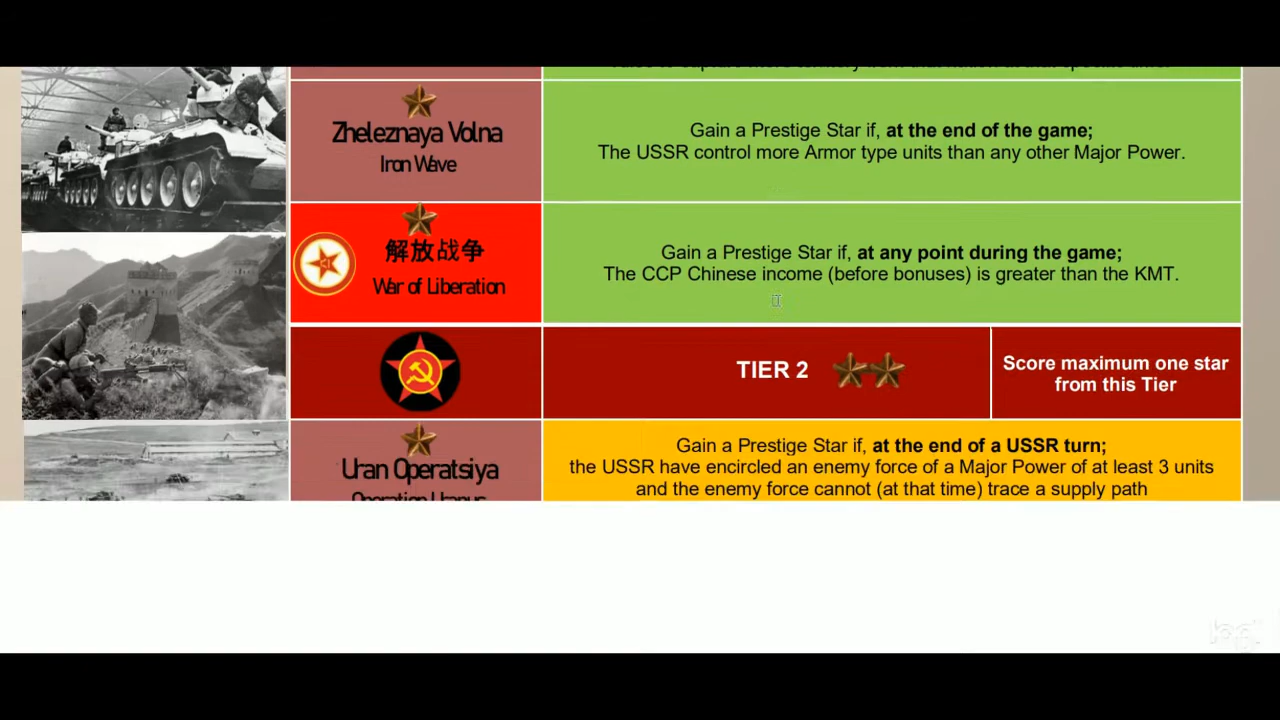 Zheleznaya Volna
Iron Wave
Gain a Prestige Star if, at the end of the game;
The USSR control more Armor type units than any other Major Power.
解放战争
War of Liberation
Gain a Prestige Star if, at any point during the game;
The CCP Chinese income (before bonuses) is greater than the KMT.
TIER 2
Score maximum one star
from this Tier
Uran Operatsiya
Gain a Prestige Star if, at the end of a USSR turn;
the USSR have encircled an enemy force of a Major Power of at least 3 units
and the enemy force cannot (at that time) trace a supply path